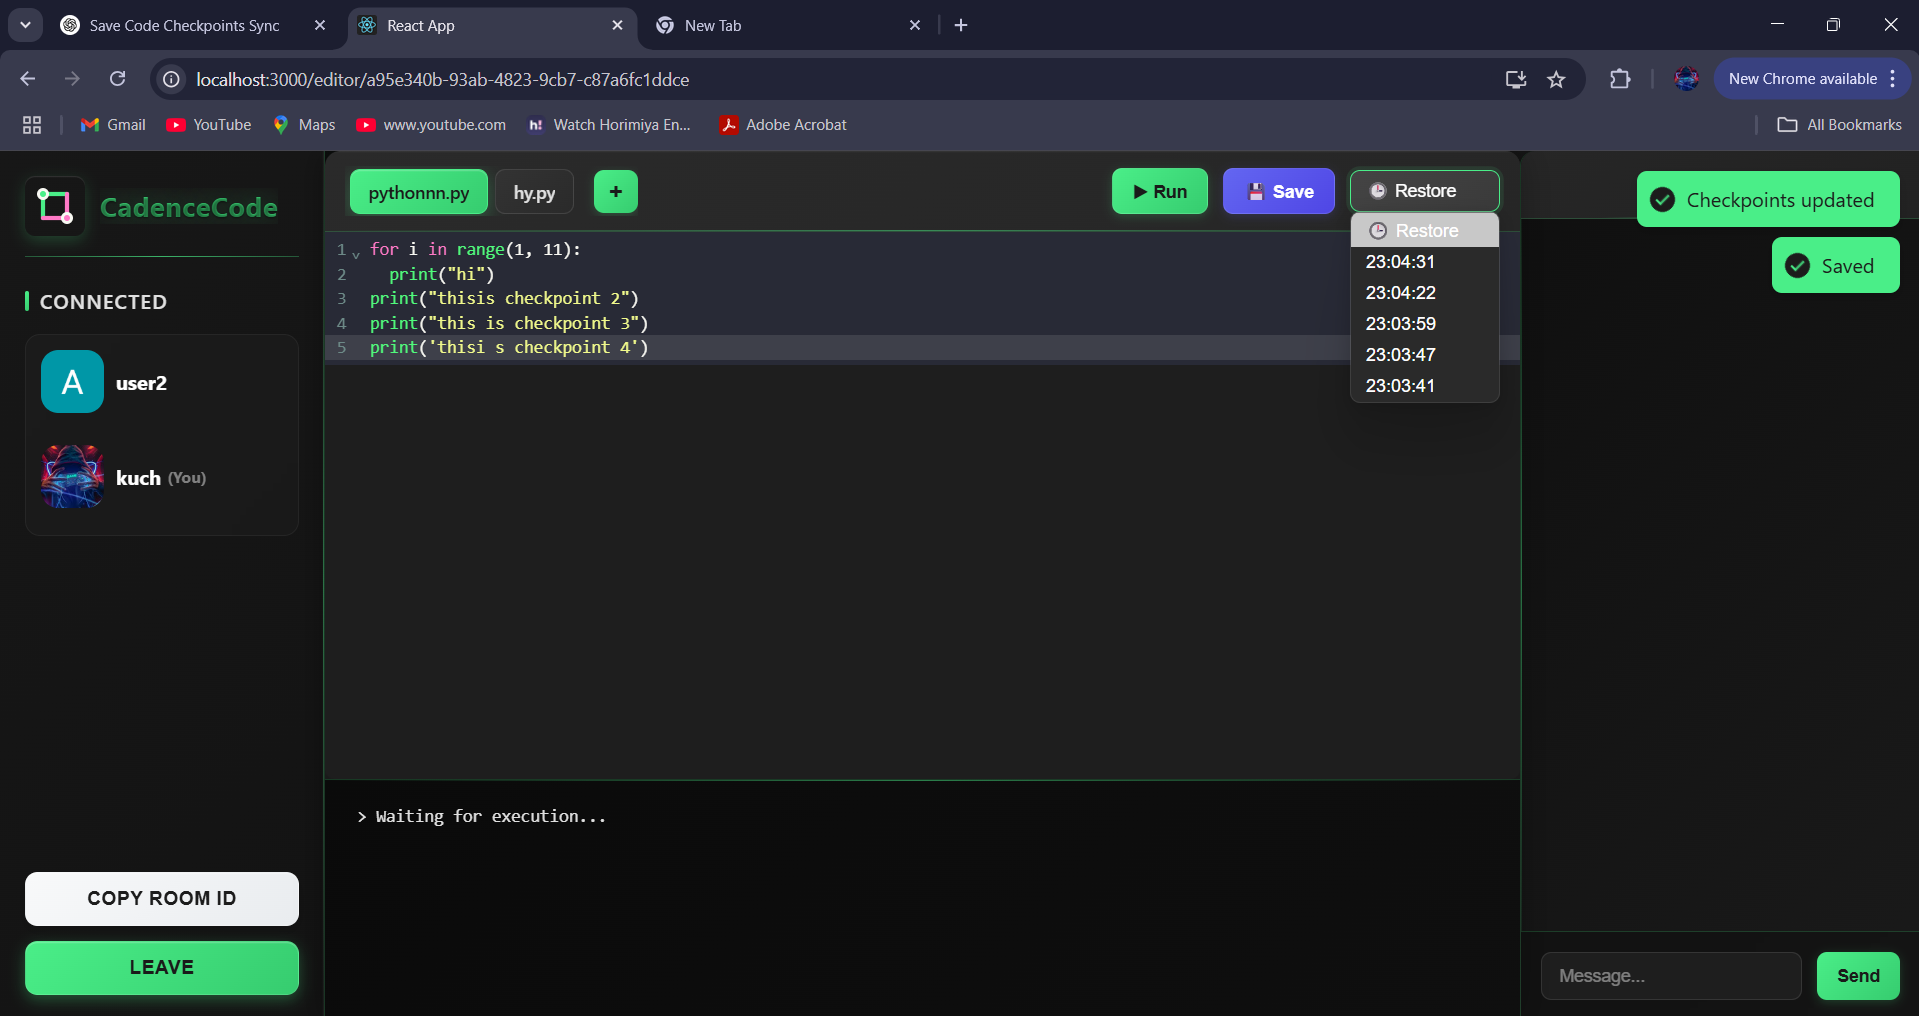 Save Code Checkpoints Sync
React App
New Tab
localhost:3000/editor/a95e340b-93ab-4823-9cb7-c87a6fc1ddce
New Chrome available
Gmail
YouTube
Maps
www.youtube.com
h!
Watch Horimiya En...
Adobe Acrobat
All Bookmarks
CadenceCode
CONNECTED
A
user2
kuch (You)
COPY ROOM ID
LEAVE
pythonnn.py
hy.py
+
Run
Save
Restore
Restore
23:04:31
23:04:22
23:03:59
23:03:47
23:03:41
1 for i in range(1, 11):
2 print("hi")
3 print("thisis checkpoint 2")
4 print("this is checkpoint 3")
5 print('thisi s checkpoint 4')
> Waiting for execution...
Checkpoints updated
Saved
Message...
Send